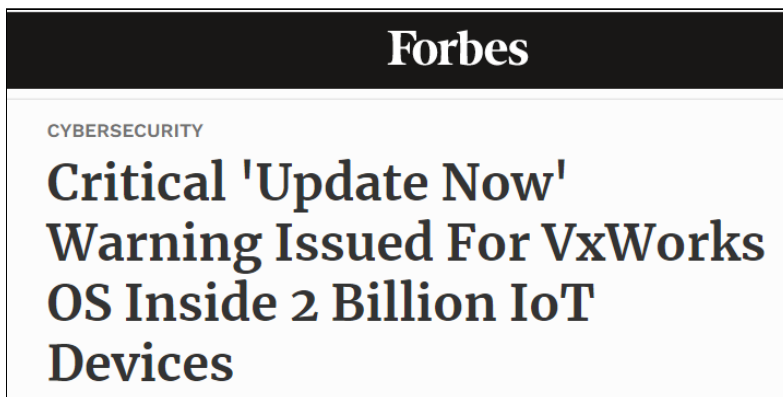 Forbes
CYBERSECURITY
Critical 'Update Now'
Warning Issued For VxWorks
OS Inside 2 Billion IoT
Devices